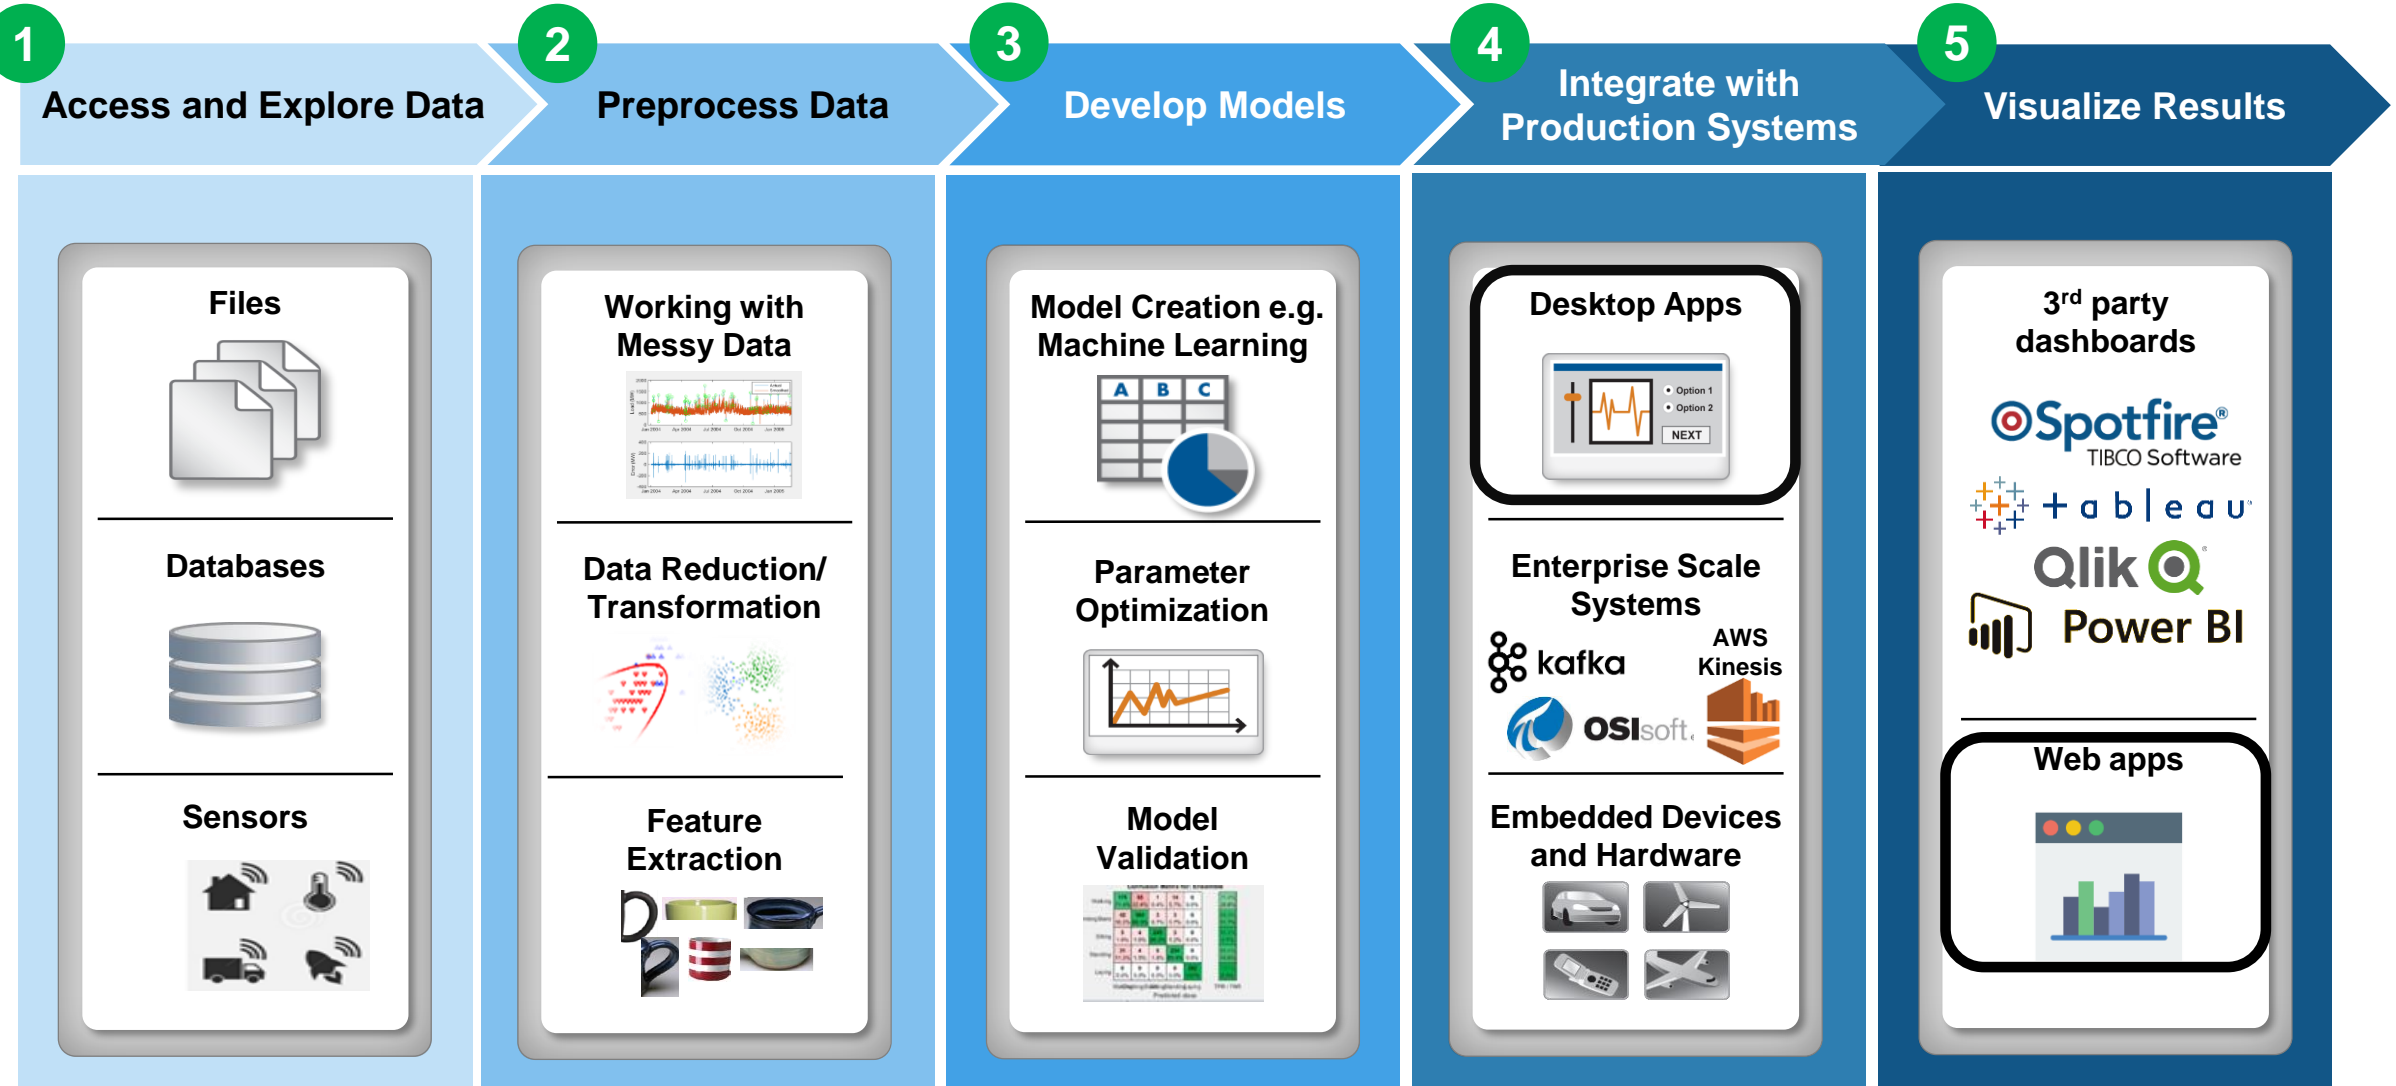 1
Access and Explore Data
2
Preprocess Data
3
Develop Models
4
Integrate with
Production Systems
5
Visualize Results
Files
Databases
Sensors
Working with
Messy Data
Data Reduction/
Transformation
Feature
Extraction
Model Creation e.g.
Machine Learning
A B C
Parameter
Optimization
Model
Validation
Desktop Apps
Option 1
Option 2
NEXT
Enterprise Scale
Systems
kafka
AWS
Kinesis
OSIsoft.
Embedded Devices
and Hardware
3rd party
dashboards
Spotfire®
TIBCO Software
+ableau
Qlik
Power BI
Web apps